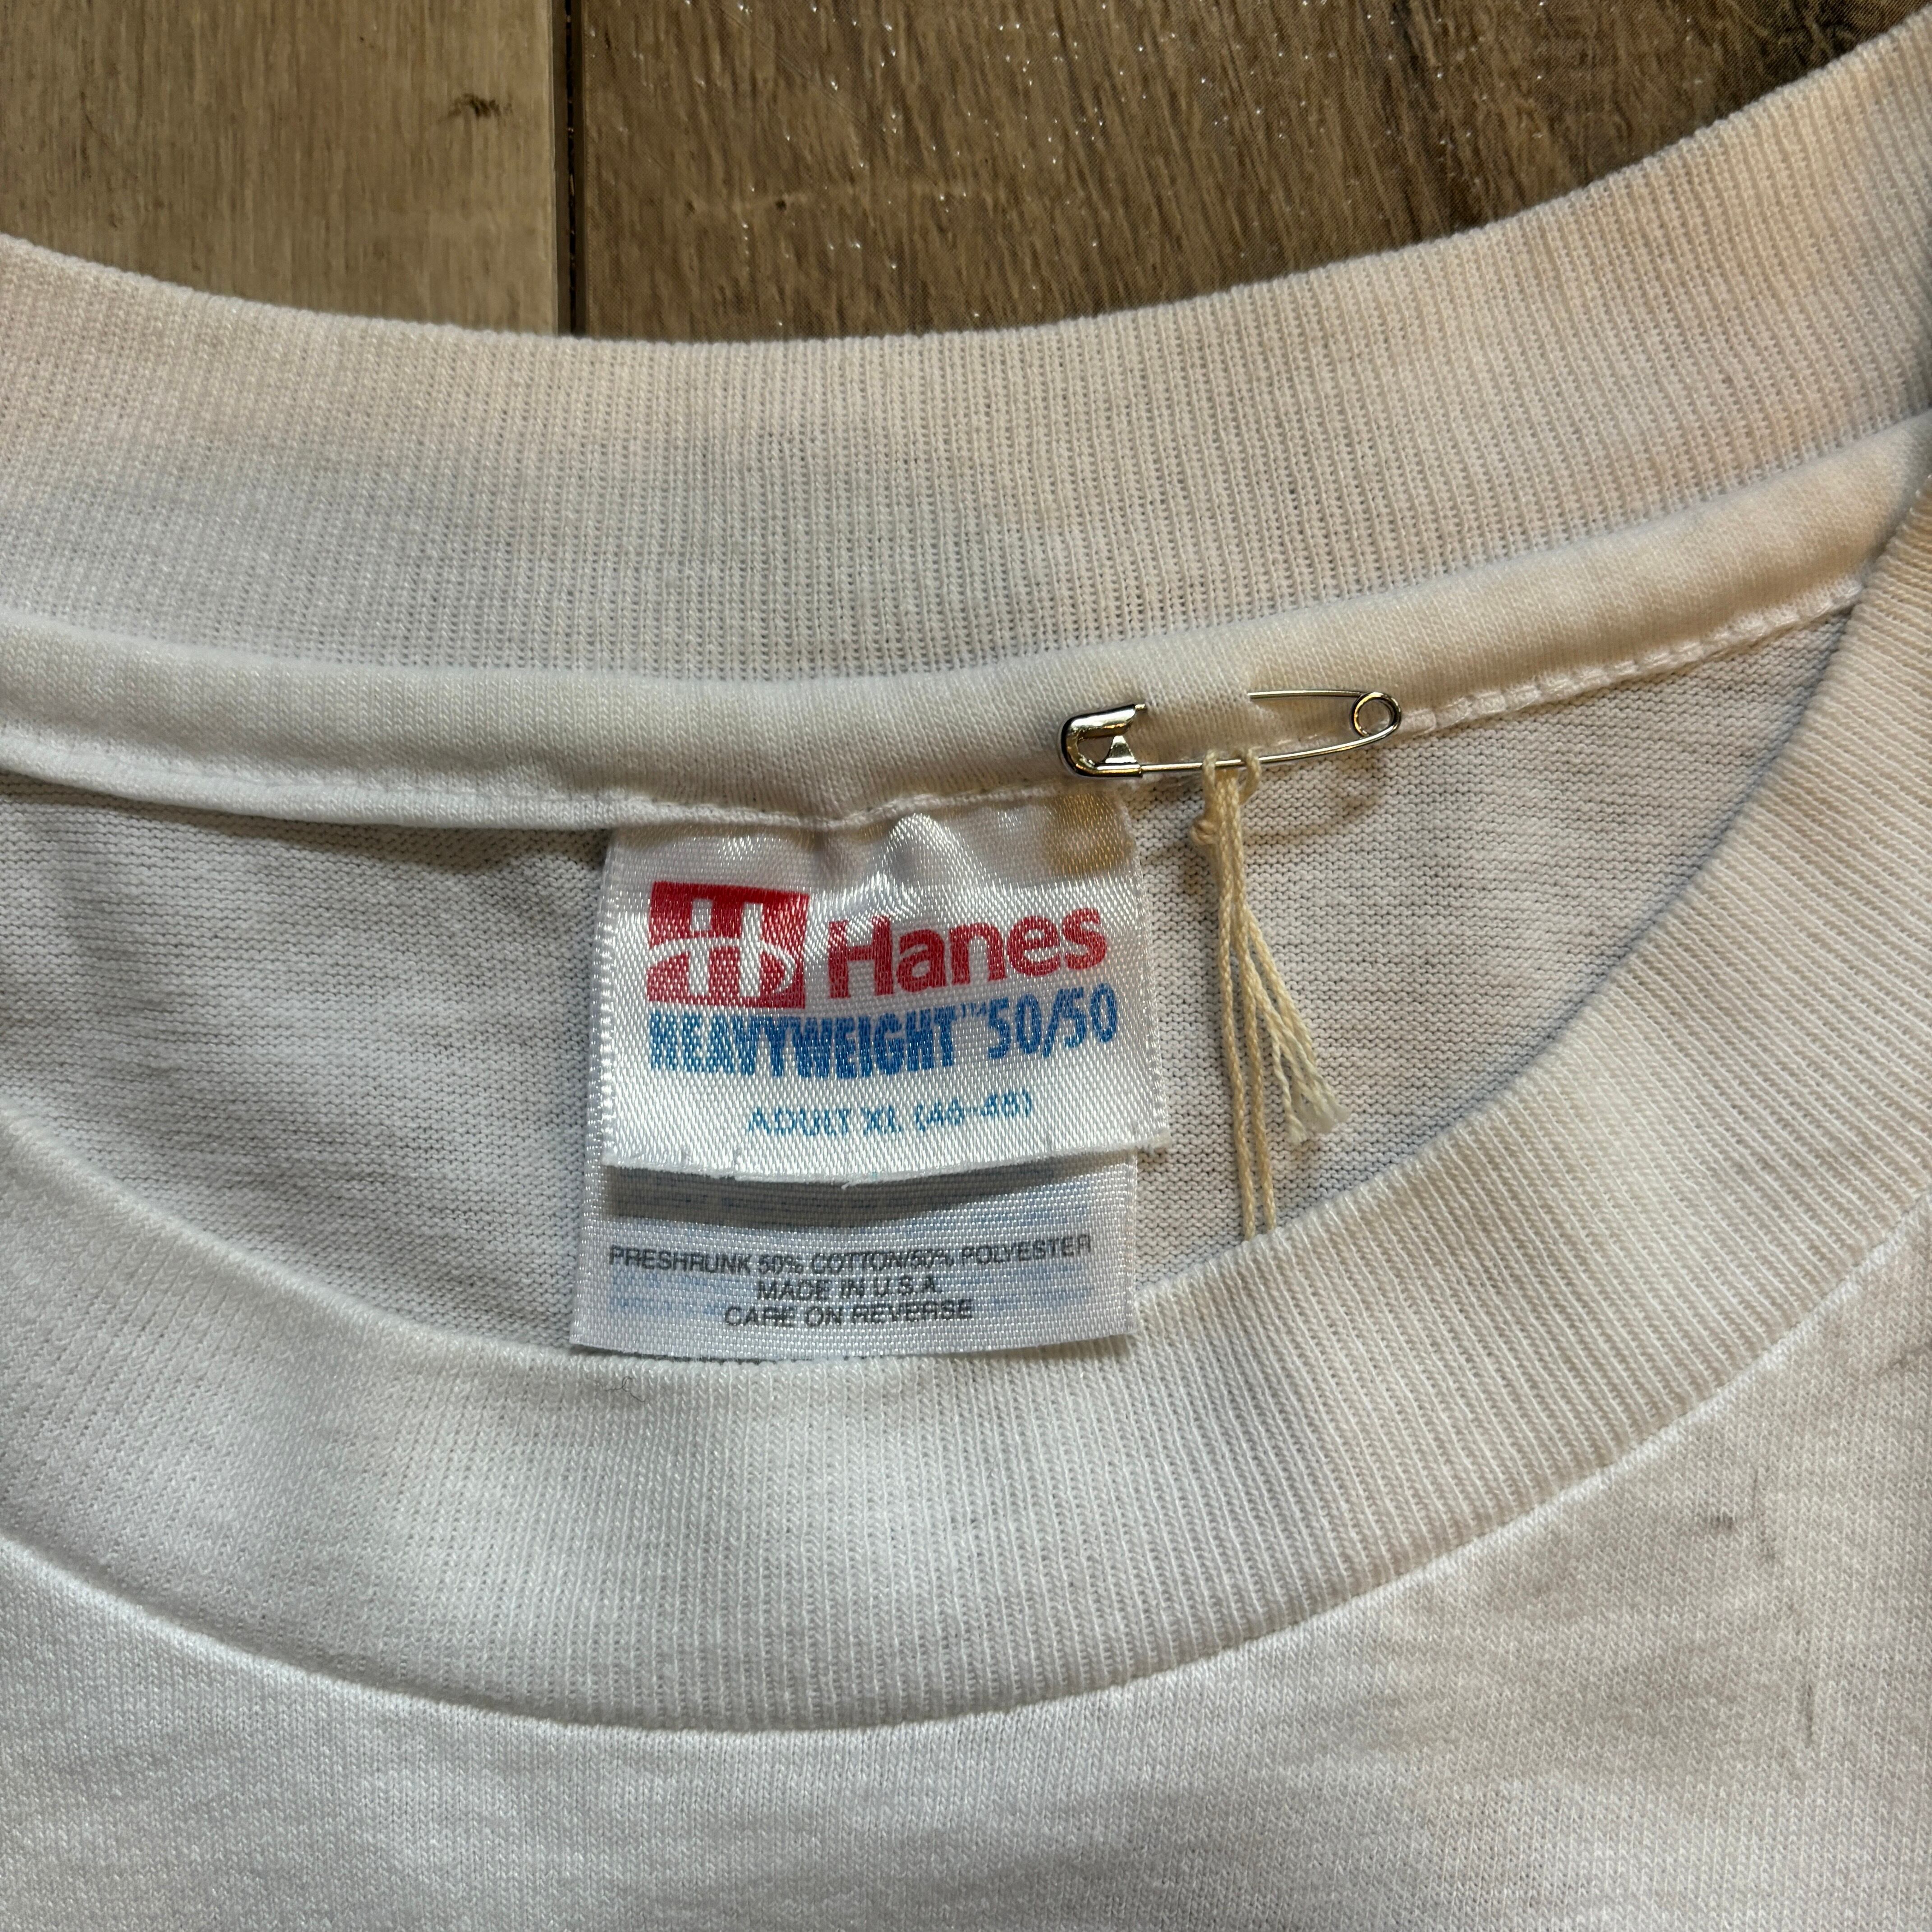 Hanes
HEAVYWEIGHT™ 50/50
ADULT XL (46-48)
PRESHRUNK 50% COTTON/50% POLYESTER
MADE IN U.S.A.
CARE ON REVERSE